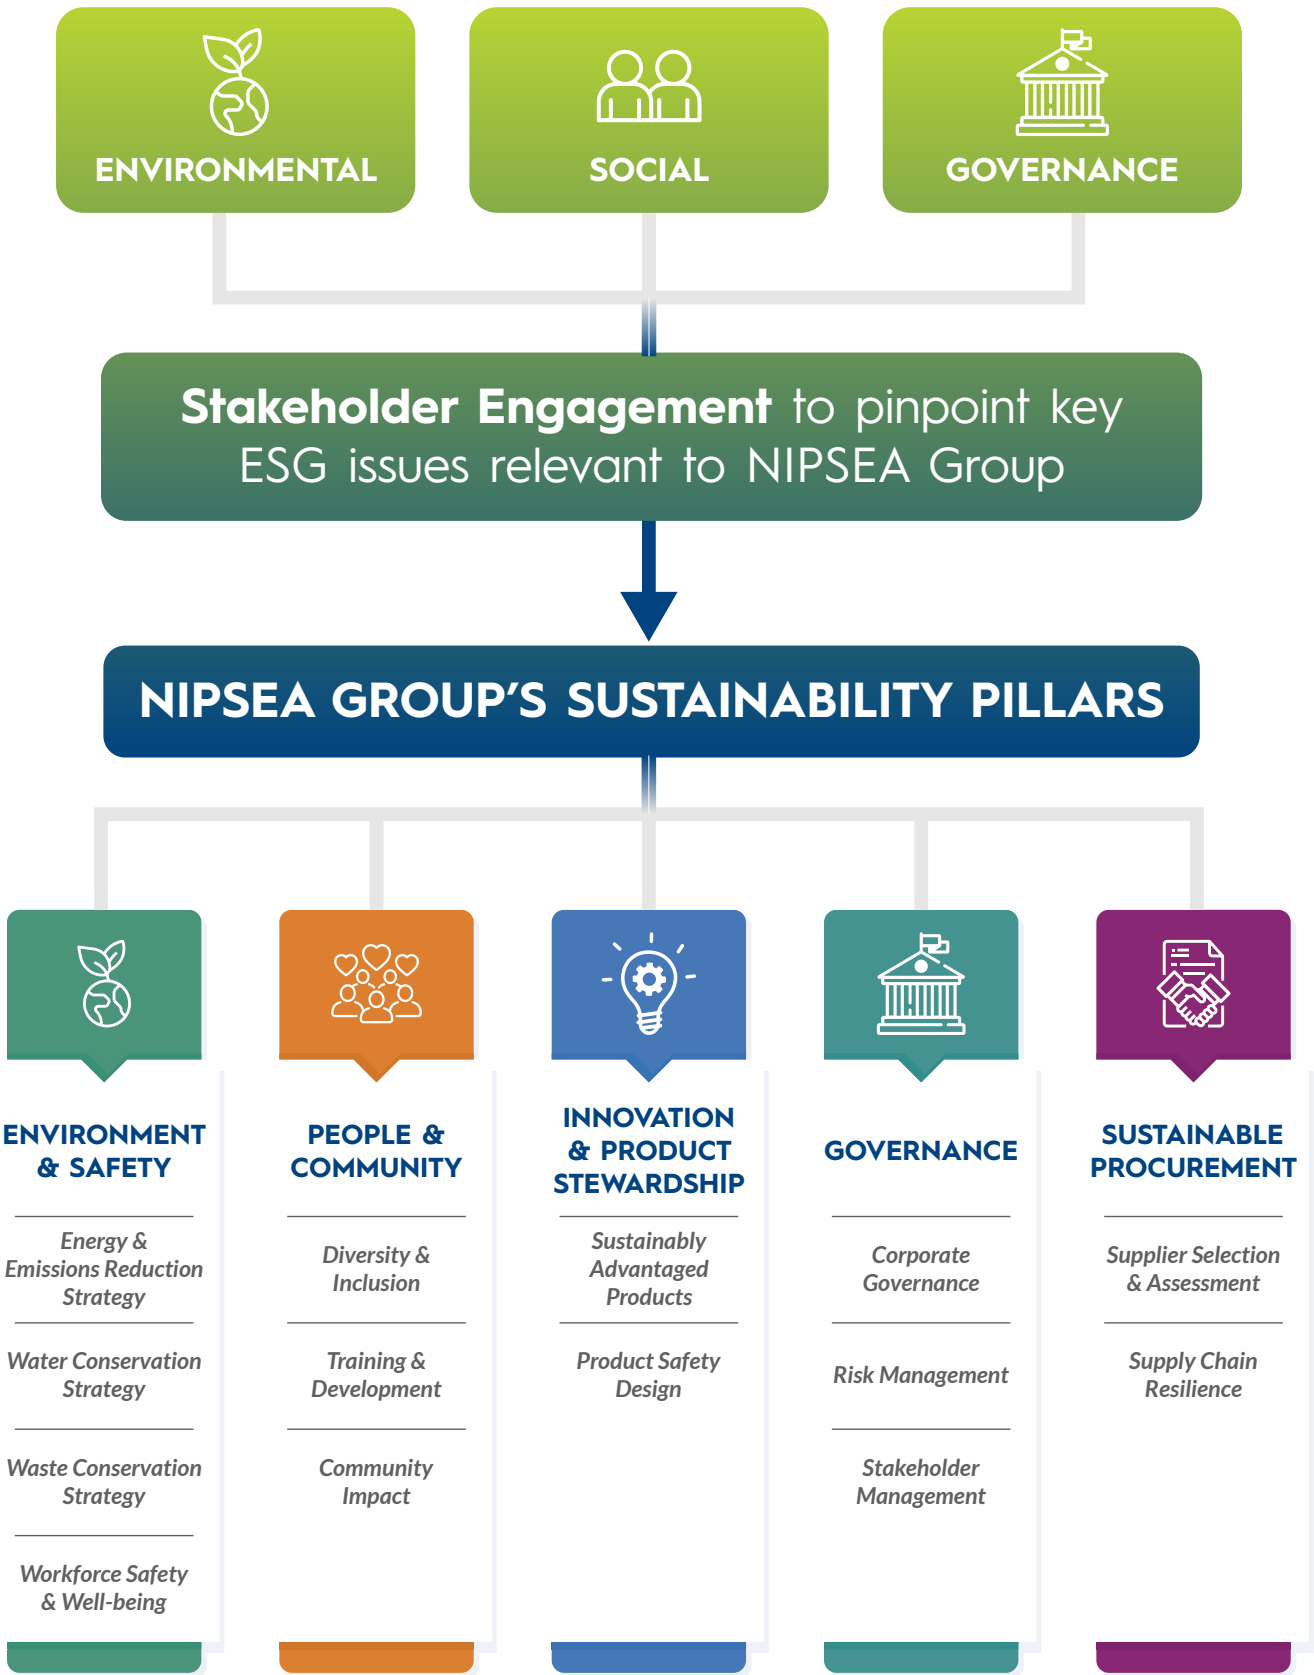 ENVIRONMENTAL
SOCIAL
GOVERNANCE
Stakeholder Engagement to pinpoint key
ESG issues relevant to NIPSEA Group
NIPSEA GROUP’S SUSTAINABILITY PILLARS
ENVIRONMENT
& SAFETY
Energy &
Emissions Reduction
Strategy
Water Conservation
Strategy
Waste Conservation
Strategy
Workforce Safety
& Well-being
PEOPLE &
COMMUNITY
Diversity &
Inclusion
Training &
Development
Community
Impact
INNOVATION
& PRODUCT
STEWARDSHIP
Sustainably
Advantaged
Products
Product Safety
Design
GOVERNANCE
Corporate
Governance
Risk Management
Stakeholder
Management
SUSTAINABLE
PROCUREMENT
Supplier Selection
& Assessment
Supply Chain
Resilience